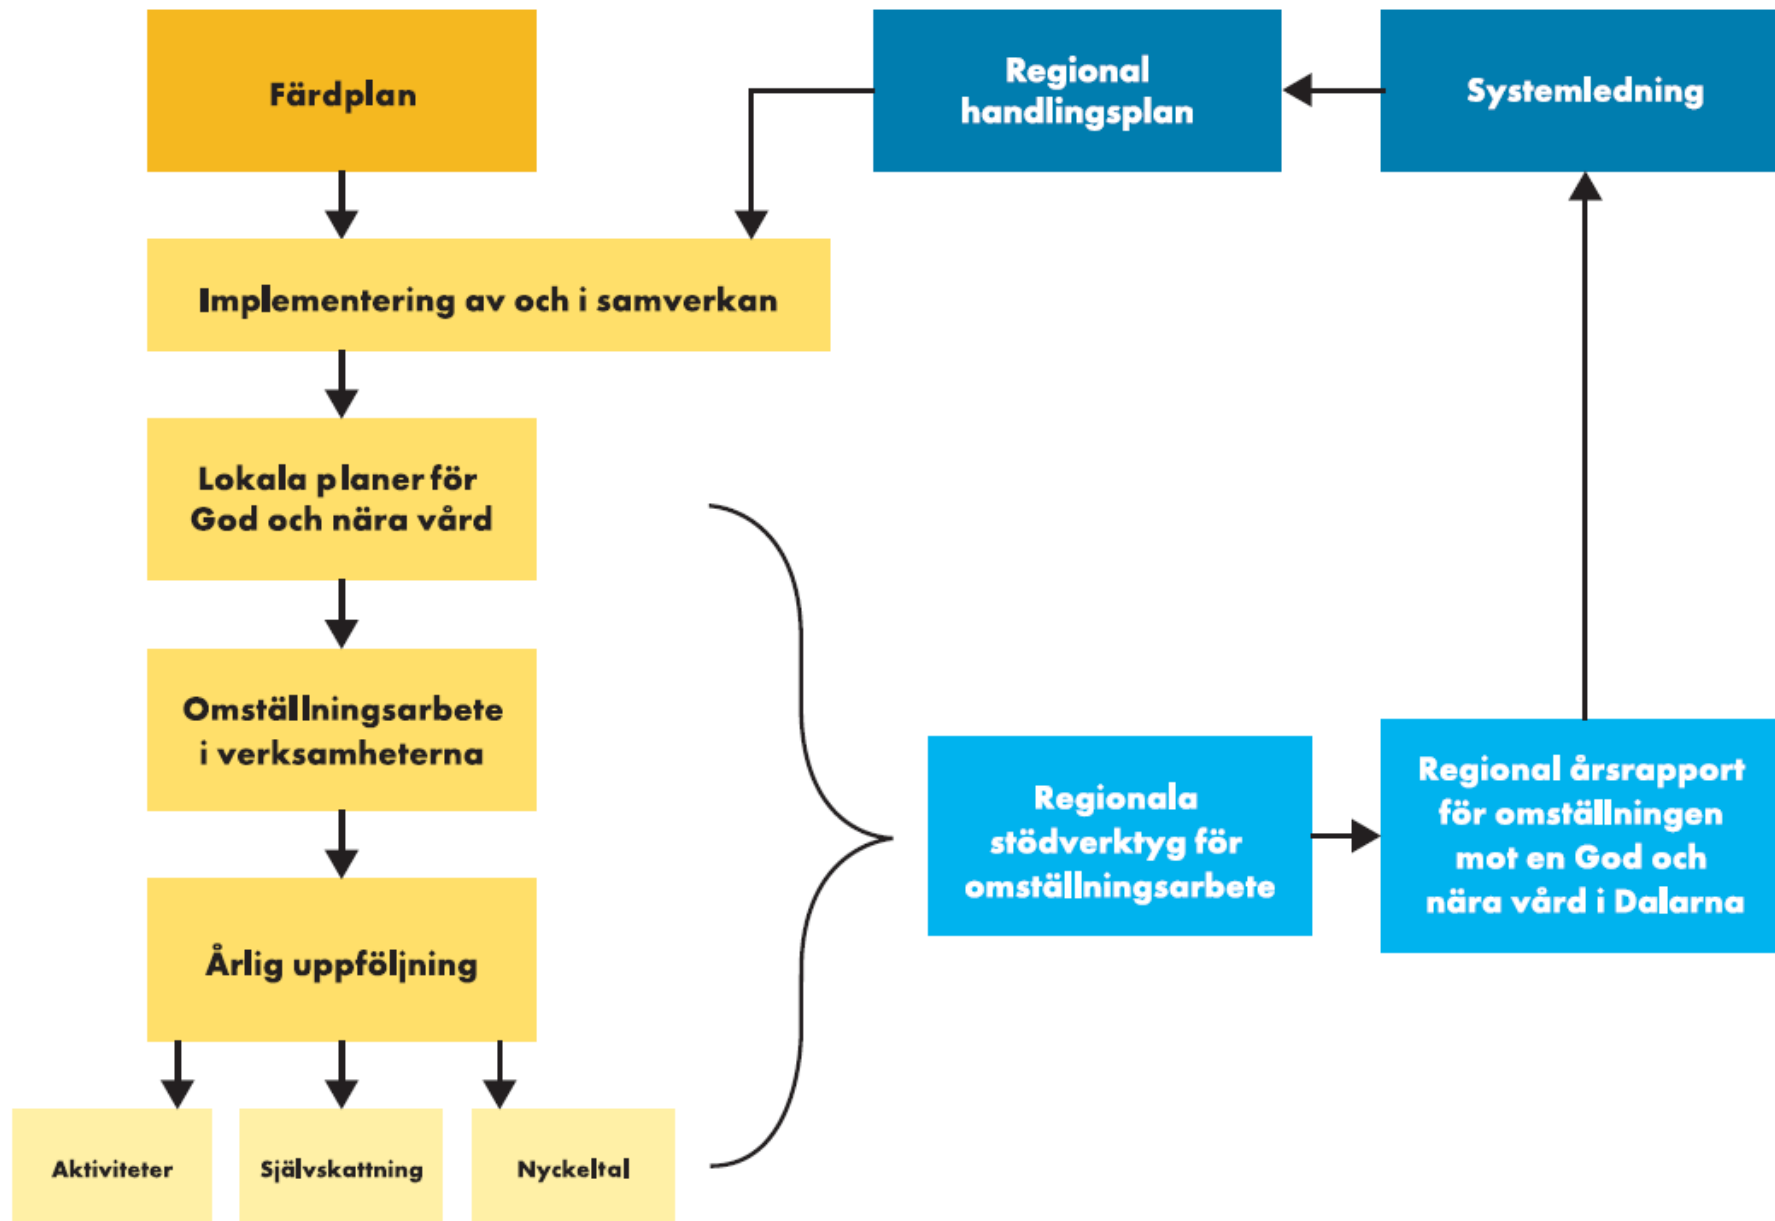 Färdplan
Regional
handlingsplan
Systemledning
Implementering av och i samverkan
Lokala planer för
God och nära vård
Omställningsarbete
i verksamheterna
Årlig uppföljning
Aktiviteter
Självskattning
Nyckeltal
Regionala
stödverktyg för
omställningsarbete
Regional årsrapport
för omställningen
mot en God och
nära vård i Dalarna